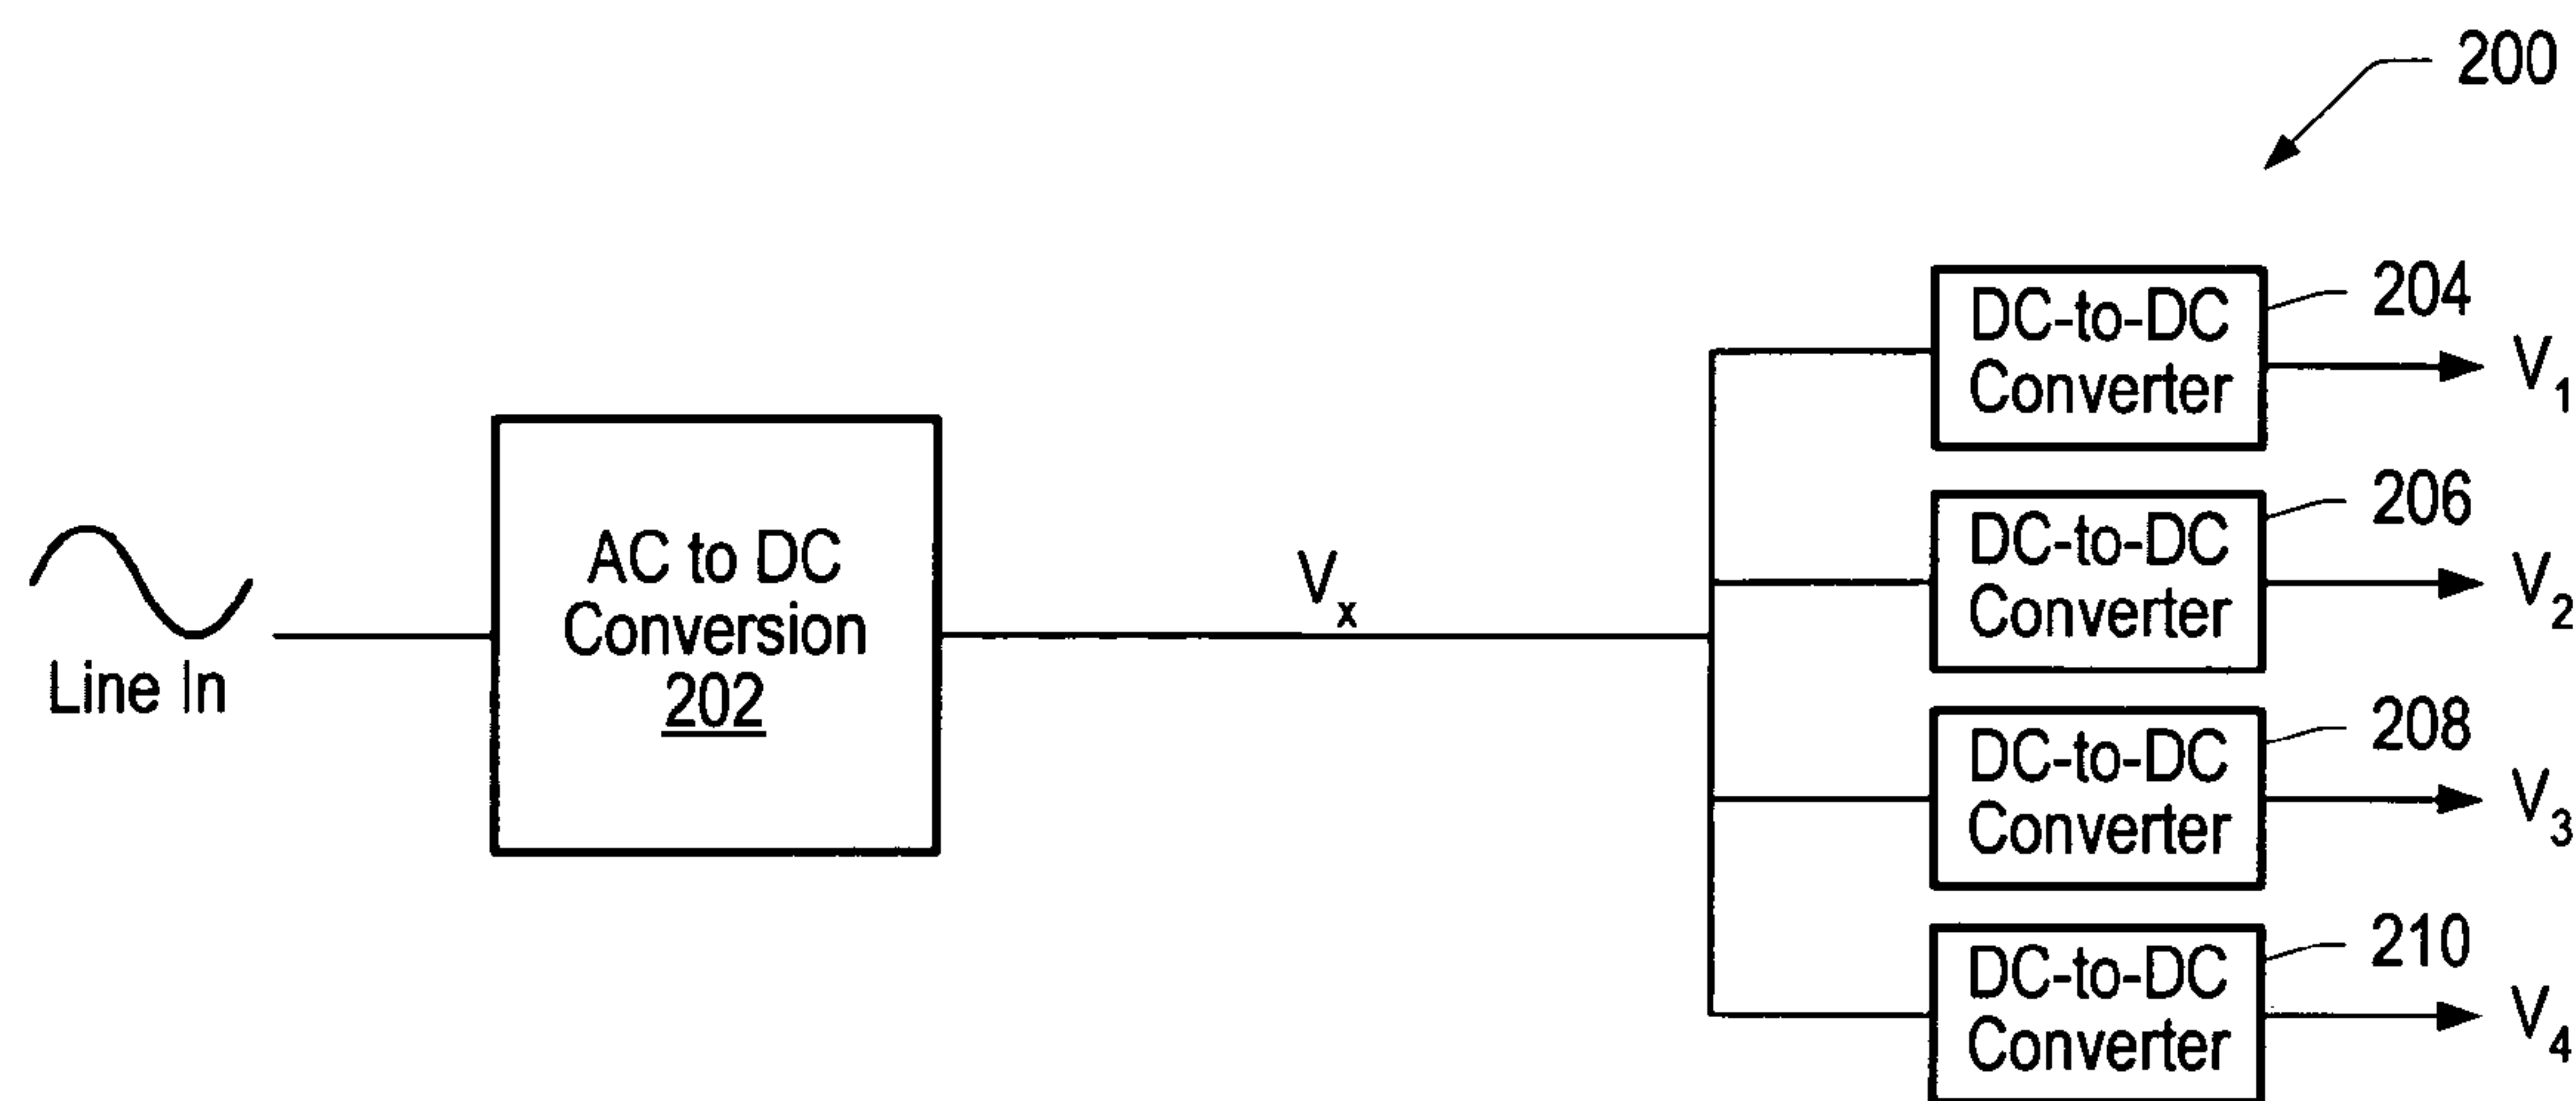 200
DC-to-DC
Converter
204
V1
DC-to-DC
Converter
206
V2
AC to DC
Conversion
202
Vx
Line In
DC-to-DC
Converter
208
V3
DC-to-DC
Converter
210
V4